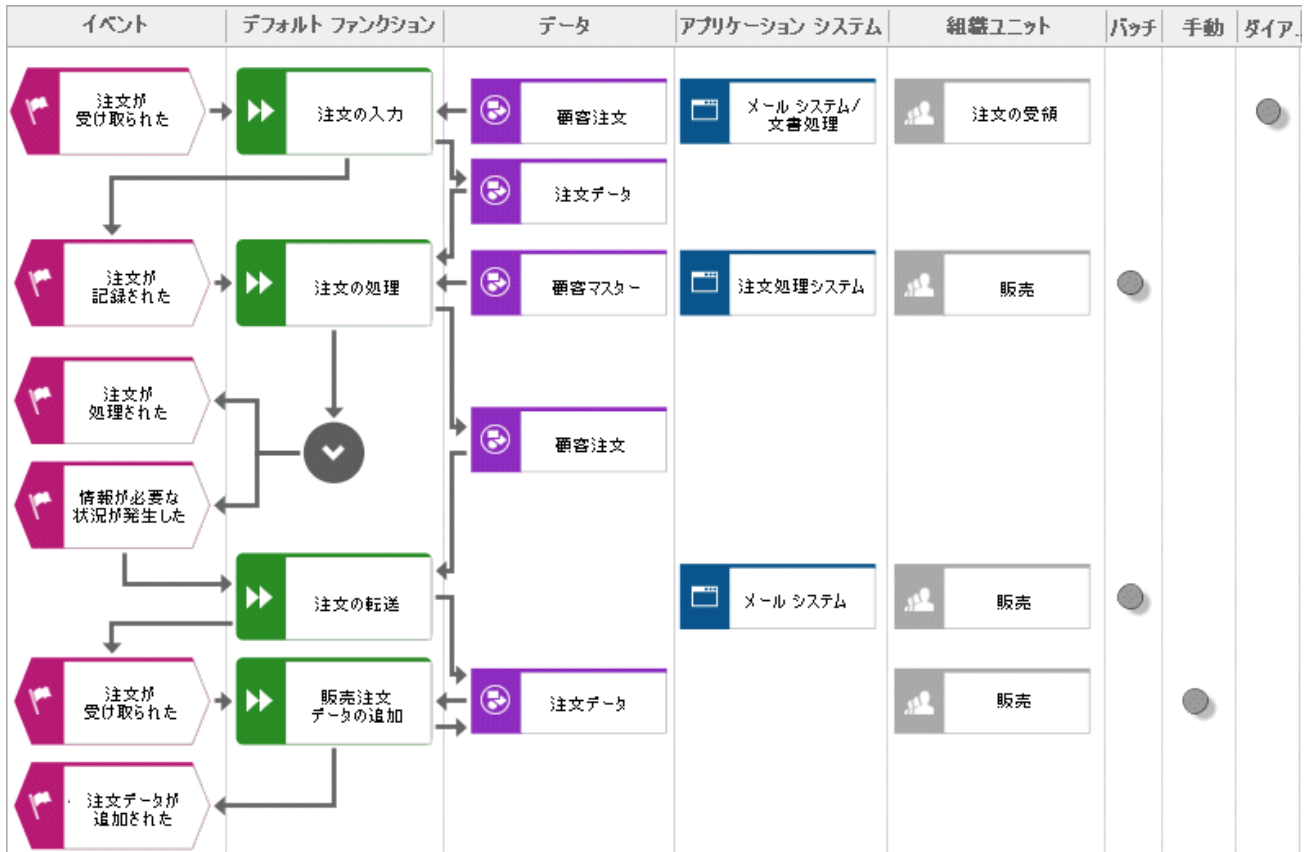 イベント
デフォルト ファンクション
データ
アプリケーション システム
組織ユニット
バッチ
手動
ダイア...
注文が
受け取られた
注文の入力
顧客注文
メール システム/
文書処理
注文の受領
注文データ
注文が
記録された
注文の処理
顧客マスター
注文処理システム
販売
注文が
処理された
顧客注文
情報が必要な
状況が発生した
注文の転送
メール システム
販売
注文が
受け取られた
販売注文
データの追加
注文データ
販売
注文データが
追加された